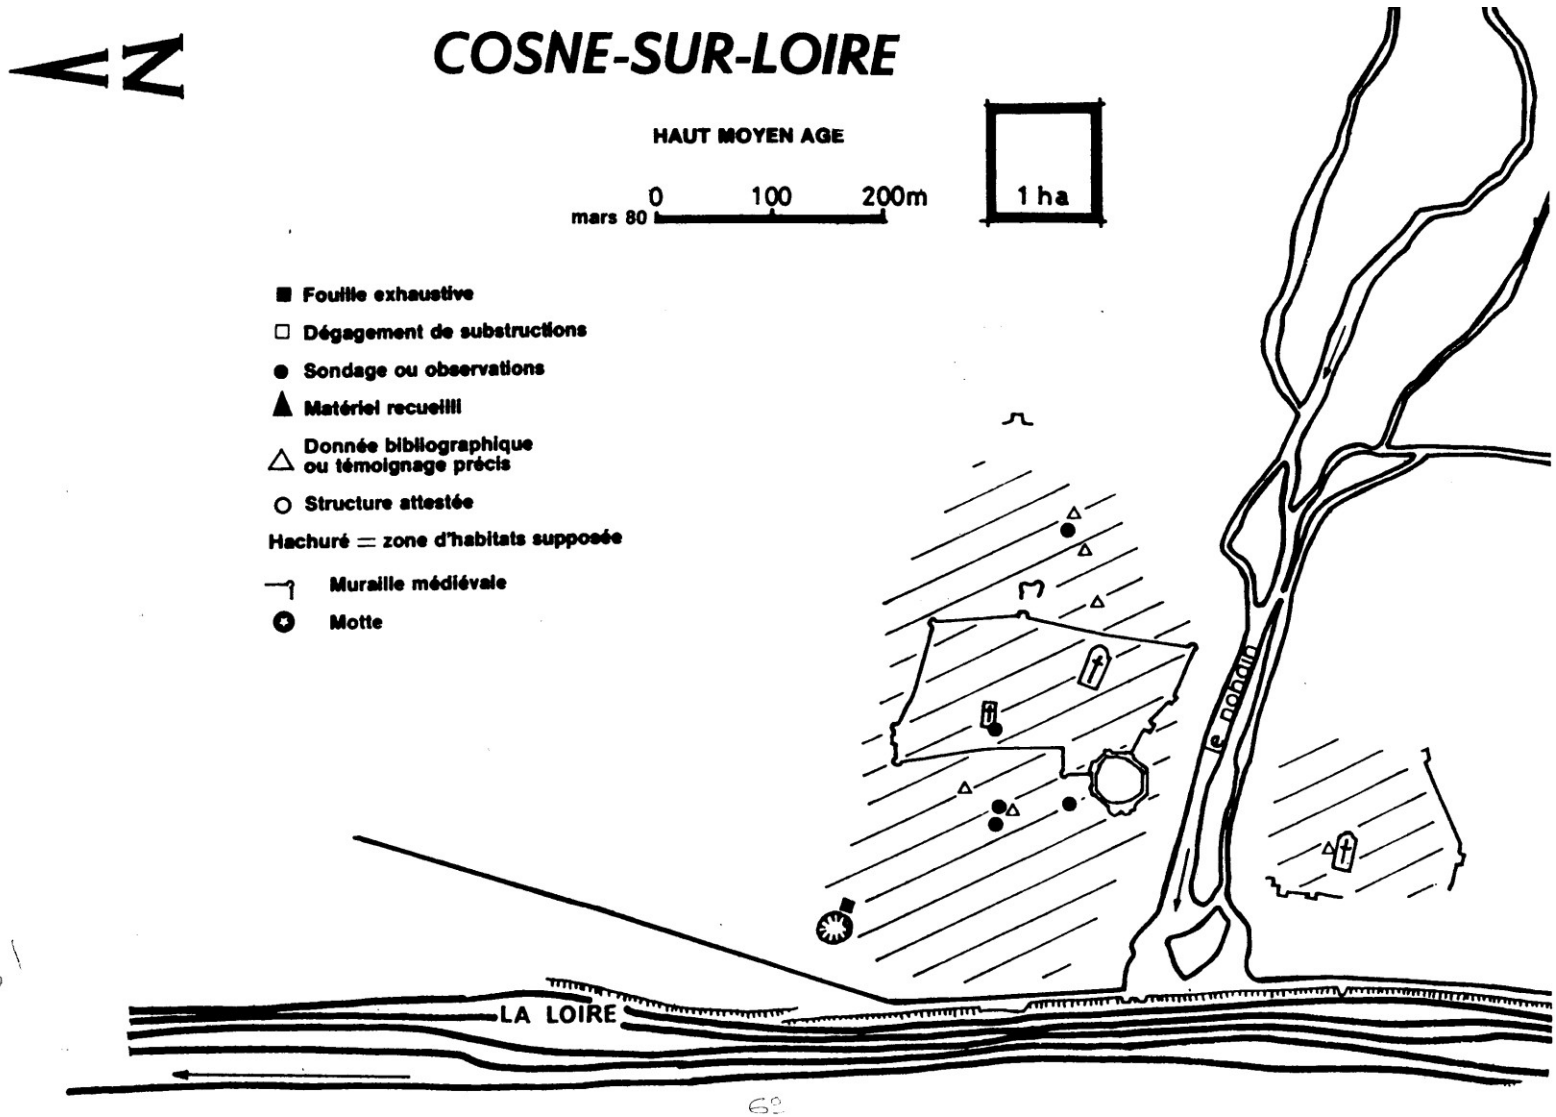 N
COSNE-SUR-LOIRE
HAUT MOYEN AGE
0 100 200m
mars 80
1 ha
Fouille exhaustive
Dégagement de substructions
Sondage ou observations
Matériel recueilli
Donnée bibliographique
ou témoignage précis
Structure attestée
Hachuré = zone d'habitats supposée
Muraille médiévale
Motte
le nohain
LA LOIRE